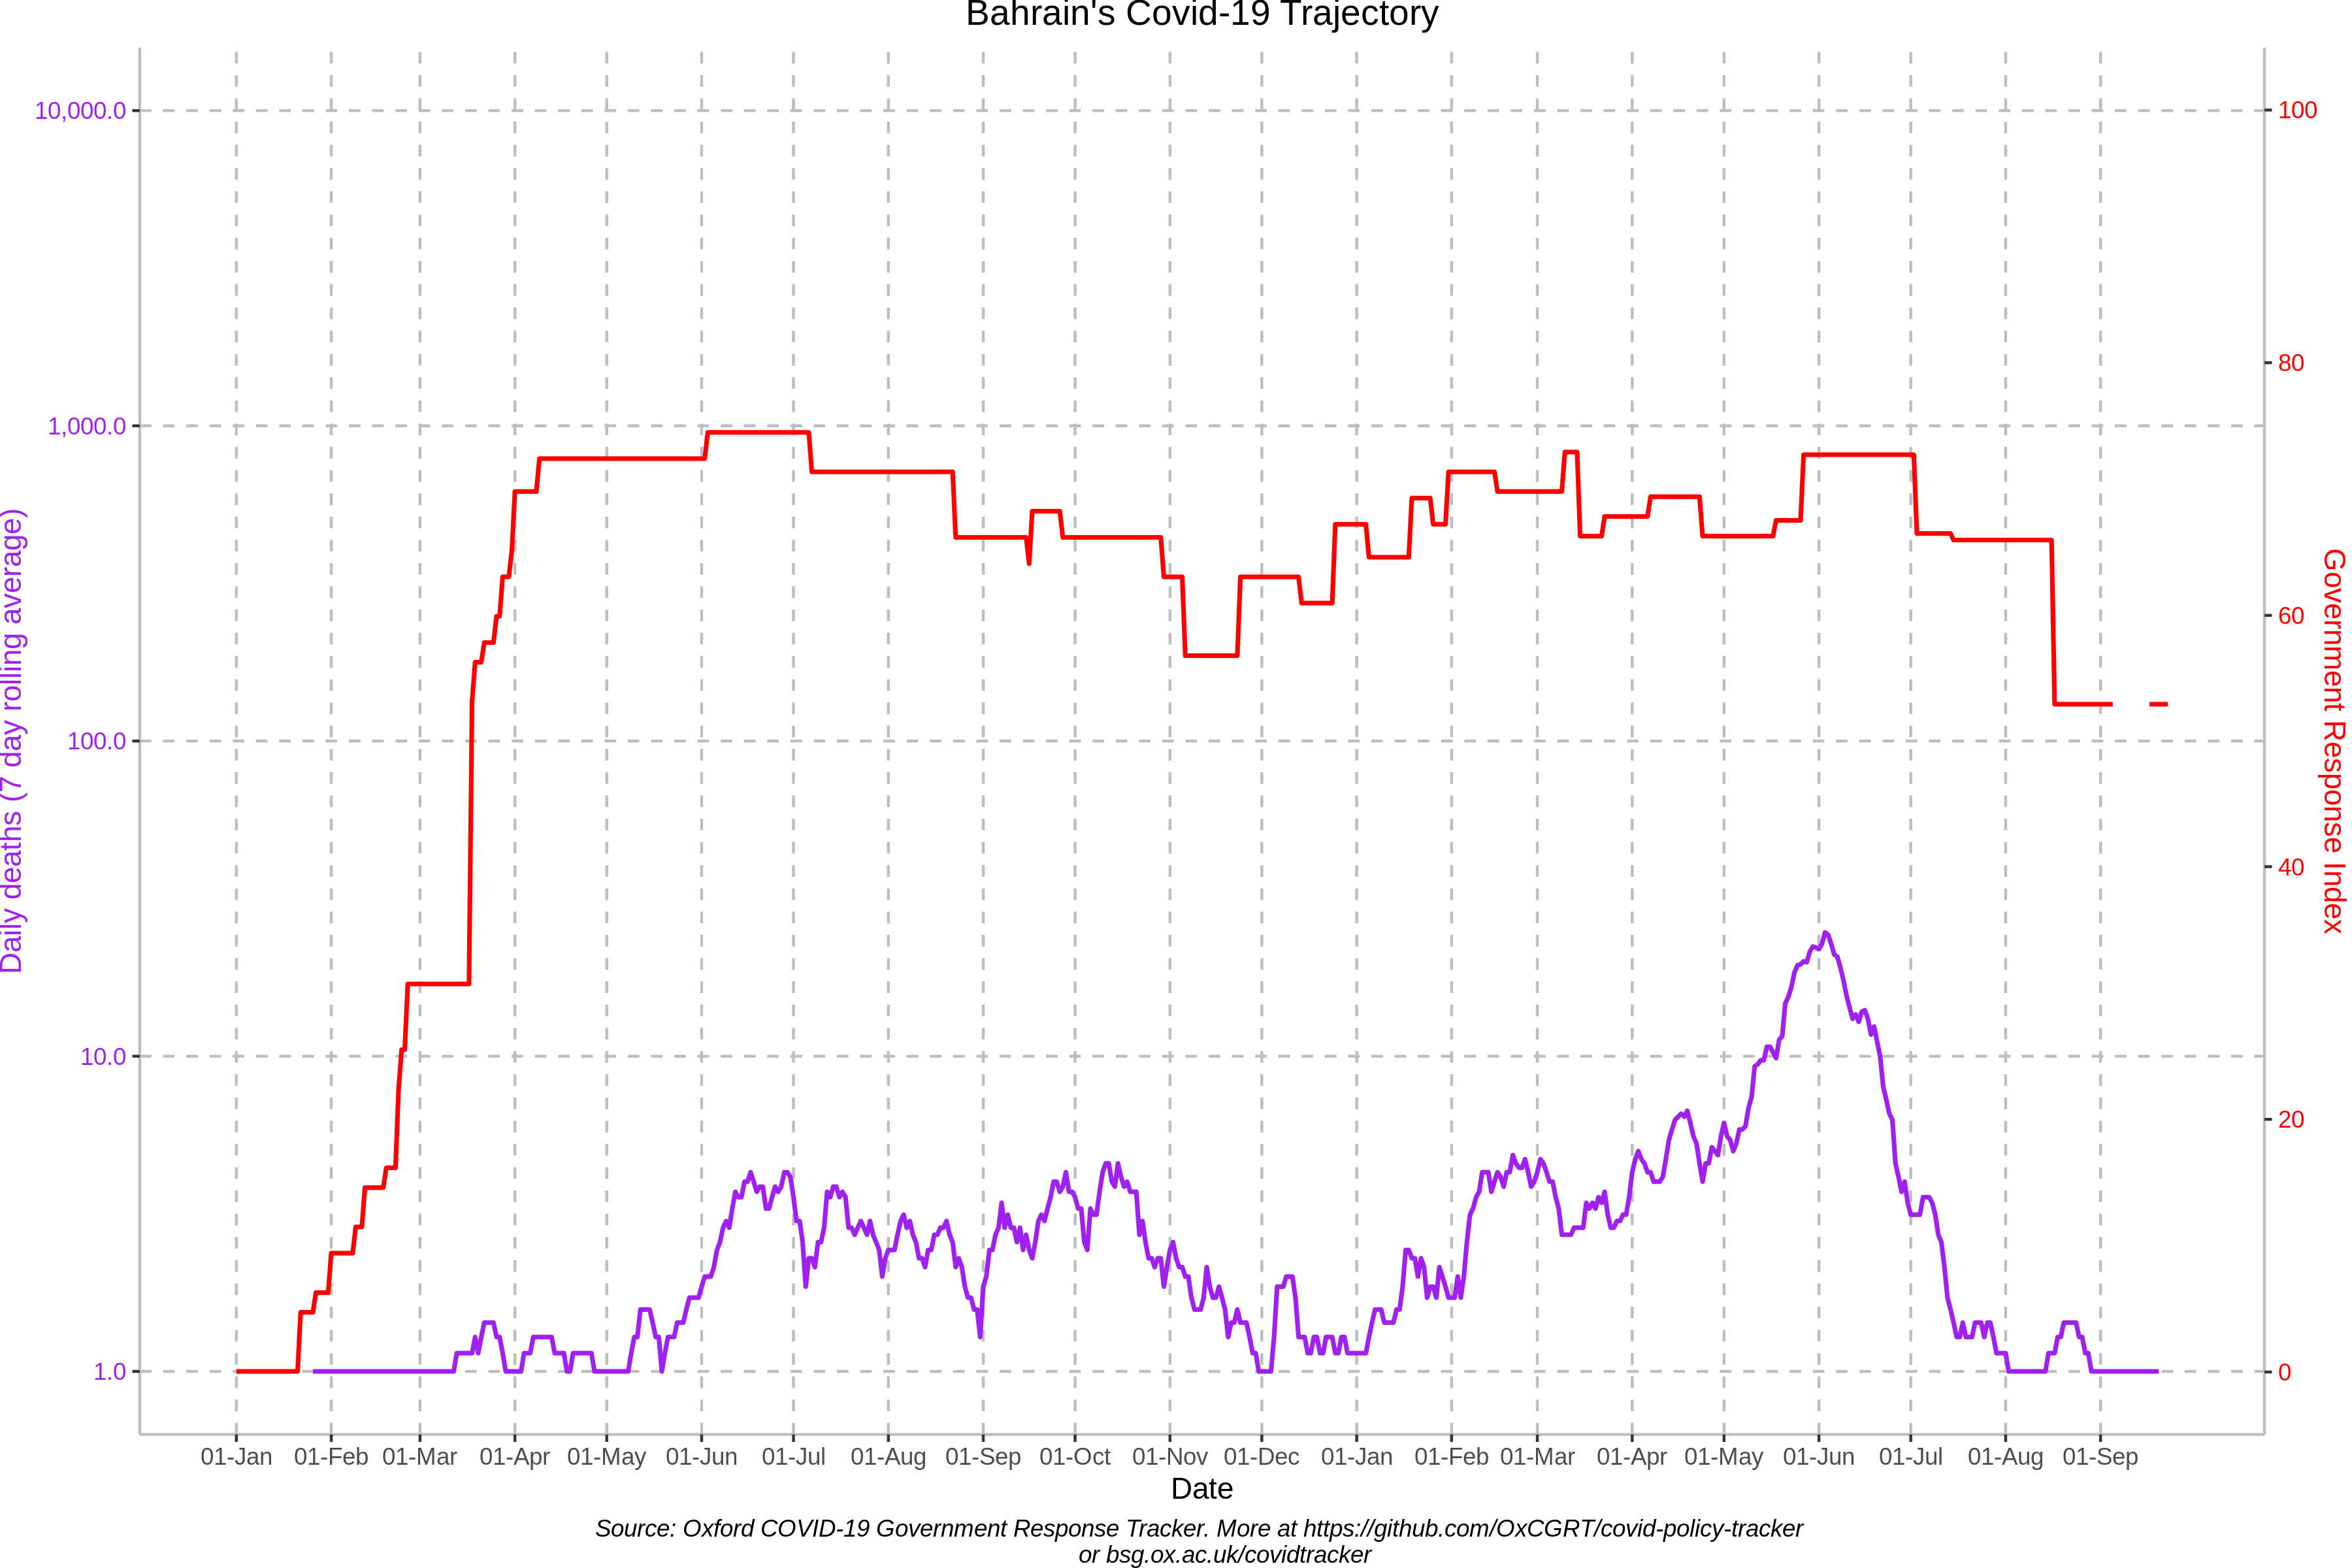 Bahrain's Covid-19 Trajectory
10,000.0
1,000.0
100.0
10.0
1.0
Daily deaths (7 day rolling average)
100
80
60
40
20
0
Government Response Index
01-Jan 01-Feb 01-Mar 01-Apr 01-May 01-Jun 01-Jul 01-Aug 01-Sep 01-Oct 01-Nov 01-Dec 01-Jan 01-Feb 01-Mar 01-Apr 01-May 01-Jun 01-Jul 01-Aug 01-Sep
Date
Source: Oxford COVID-19 Government Response Tracker. More at https://github.com/OxCGRT/covid-policy-tracker
or bsg.ox.ac.uk/covidtracker